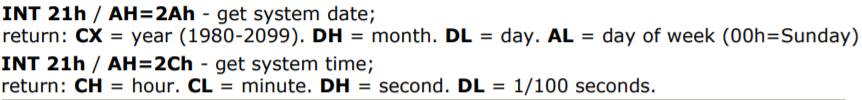 INT 21h / AH=2Ah - get system date;
return: CX = year (1980-2099). DH = month. DL = day. AL = day of week (00h=Sunday)
INT 21h / AH=2Ch - get system time;
return: CH = hour. CL = minute. DH = second. DL = 1/100 seconds.